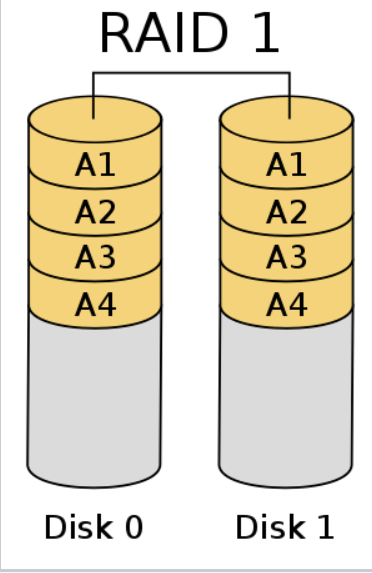 RAID 1
A1 A1
A2 A2
A3 A3
A4 A4
Disk 0 Disk 1